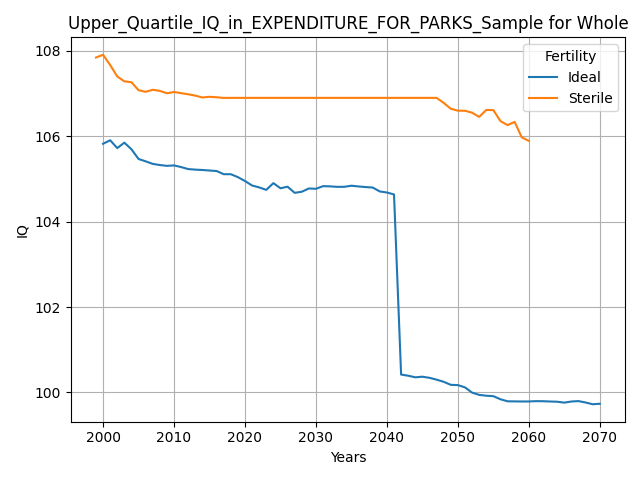 Upper_Quartile_IQ_in_EXPENDITURE_FOR_PARKS_Sample for Whole
Fertility
Ideal
Sterile
108
106
104
102
100
IQ
2000 2010 2020 2030 2040 2050 2060 2070
Years